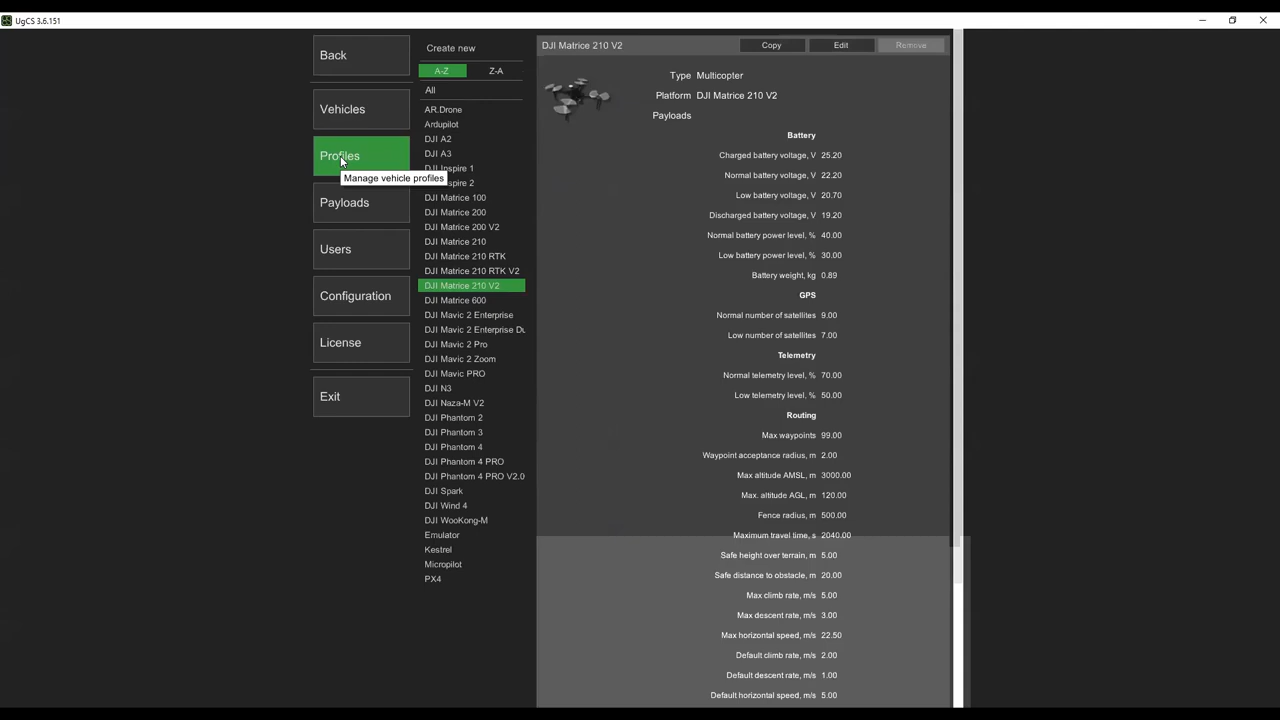 UgCS 3.6.151
Back
Vehicles
Profiles
Manage vehicle profiles
Payloads
Users
Configuration
License
Exit
Create new
A-Z Z-A
All
AR.Drone
Ardupilot
DJI A2
DJI A3
Inspire 1
spire 2
DJI Matrice 100
DJI Matrice 200
DJI Matrice 200 V2
DJI Matrice 210
DJI Matrice 210 RTK
DJI Matrice 210 RTK V2
DJI Matrice 210 V2
DJI Matrice 600
DJI Mavic 2 Enterprise
DJI Mavic 2 Enterprise Du
DJI Mavic 2 Pro
DJI Mavic 2 Zoom
DJI Mavic PRO
DJI N3
DJI Naza-M V2
DJI Phantom 2
DJI Phantom 3
DJI Phantom 4
DJI Phantom 4 PRO
DJI Phantom 4 PRO V2.0
DJI Spark
DJI Wind 4
DJI WooKong-M
Emulator
Kestrel
Micropilot
PX4
DJI Matrice 210 V2 Copy Edit Remove
Type Multicopter
Platform DJI Matrice 210 V2
Payloads
Battery
Charged battery voltage, V 25.20
Normal battery voltage, V 22.20
Low battery voltage, V 20.70
Discharged battery voltage, V 19.20
Normal battery power level, % 40.00
Low battery power level, % 30.00
Battery weight, kg 0.89
GPS
Normal number of satellites 9.00
Low number of satellites 7.00
Telemetry
Normal telemetry level, % 70.00
Low telemetry level, % 50.00
Routing
Max waypoints 99.00
Waypoint acceptance radius, m 2.00
Max altitude AMSL, m 3000.00
Max. altitude AGL, m 120.00
Fence radius, m 500.00
Maximum travel time, s 2040.00
Safe height over terrain, m 5.00
Safe distance to obstacle, m 20.00
Max climb rate, m/s 5.00
Max descent rate, m/s 3.00
Max horizontal speed, m/s 22.50
Default climb rate, m/s 2.00
Default descent rate, m/s 1.00
Default horizontal speed, m/s 5.00